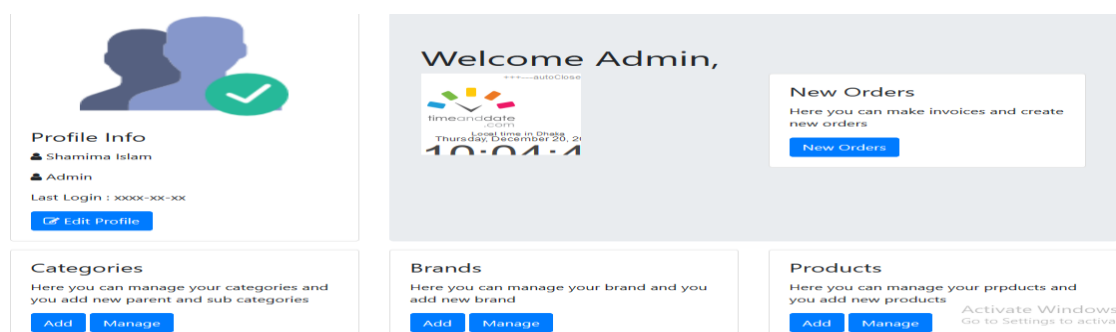 Welcome Admin,
+++----autoClose
timeanddate
.com
Local time in Dhaka
Thursday, December 20, 20
10:04:4
New Orders
Here you can make invoices and create
new orders
New Orders
Profile Info
Shamima Islam
Admin
Last Login : xxxx-xx-xx
Edit Profile
Categories
Here you can manage your categories and
you add new parent and sub categories
Add Manage
Brands
Here you can manage your brand and you
add new brand
Add Manage
Products
Here you can manage your prpducts and
you add new products
Add Manage
Activate Windows
Go to Settings to activa